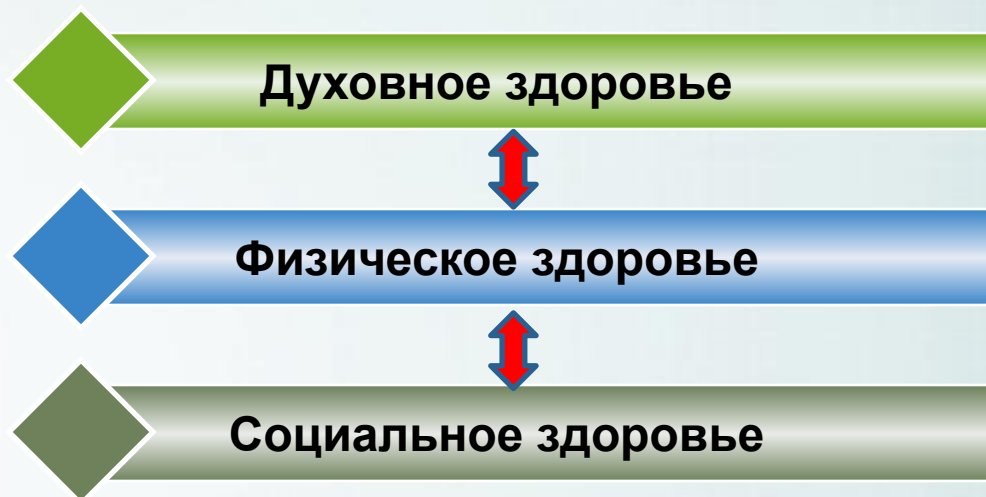 Духовное здоровье
Физическое здоровье
Социальное здоровье